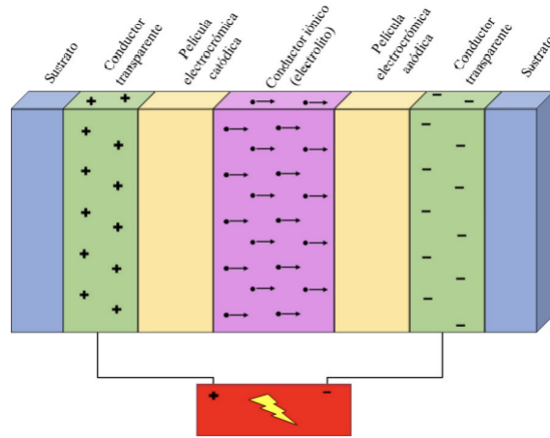 Sustrato
Conductor
transparente
Película
electrocrómica
catódica
Conductor iónico
(electrolito)
Película
electrocrómica
anódica
Conductor
transparente
Sustrato
+ −